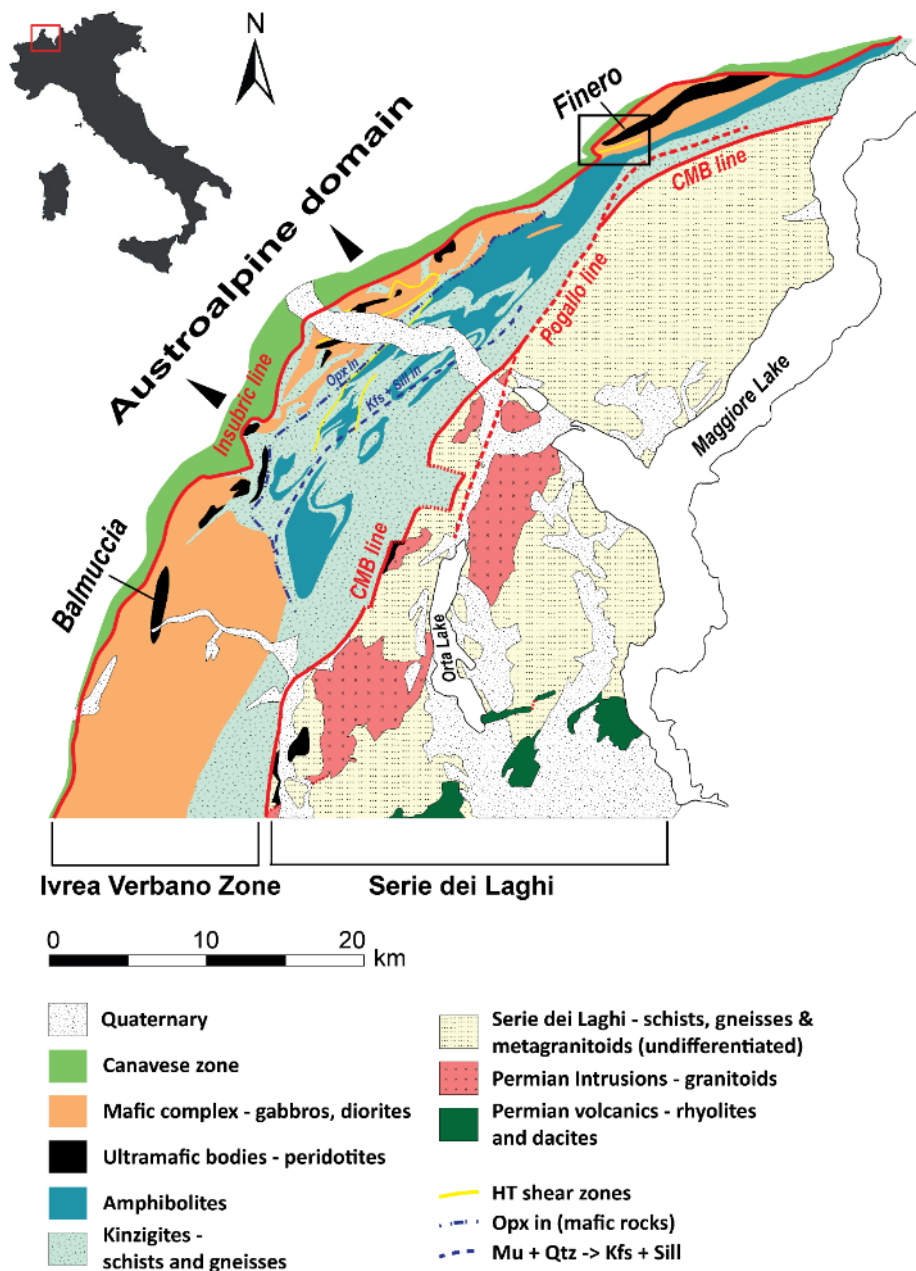 N
Finero
CMB line
Austroalpine domain
Pogallo line
Insubric line
Opx In
Kfs + Sill In
Maggiore Lake
Balmuccia
CMB line
Orta Lake
Ivrea Verbano Zone
Serie dei Laghi
0 10 20
km
Quaternary
Canavese zone
Mafic complex - gabbros, diorites
Ultramafic bodies - peridotites
Amphibolites
Kinzigites -
schists and gneisses
Serie dei Laghi - schists, gneisses &
metagranitoids (undifferentiated)
Permian Intrusions - granitoids
Permian volcanics - rhyolites
and dacites
HT shear zones
Opx in (mafic rocks)
Mu + Qtz -> Kfs + Sill